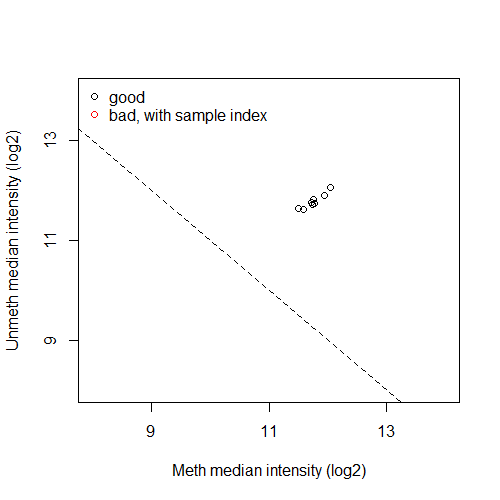 good
bad, with sample index
Unmeth median intensity (log2)
13
11
9
9
11
13
Meth median intensity (log2)